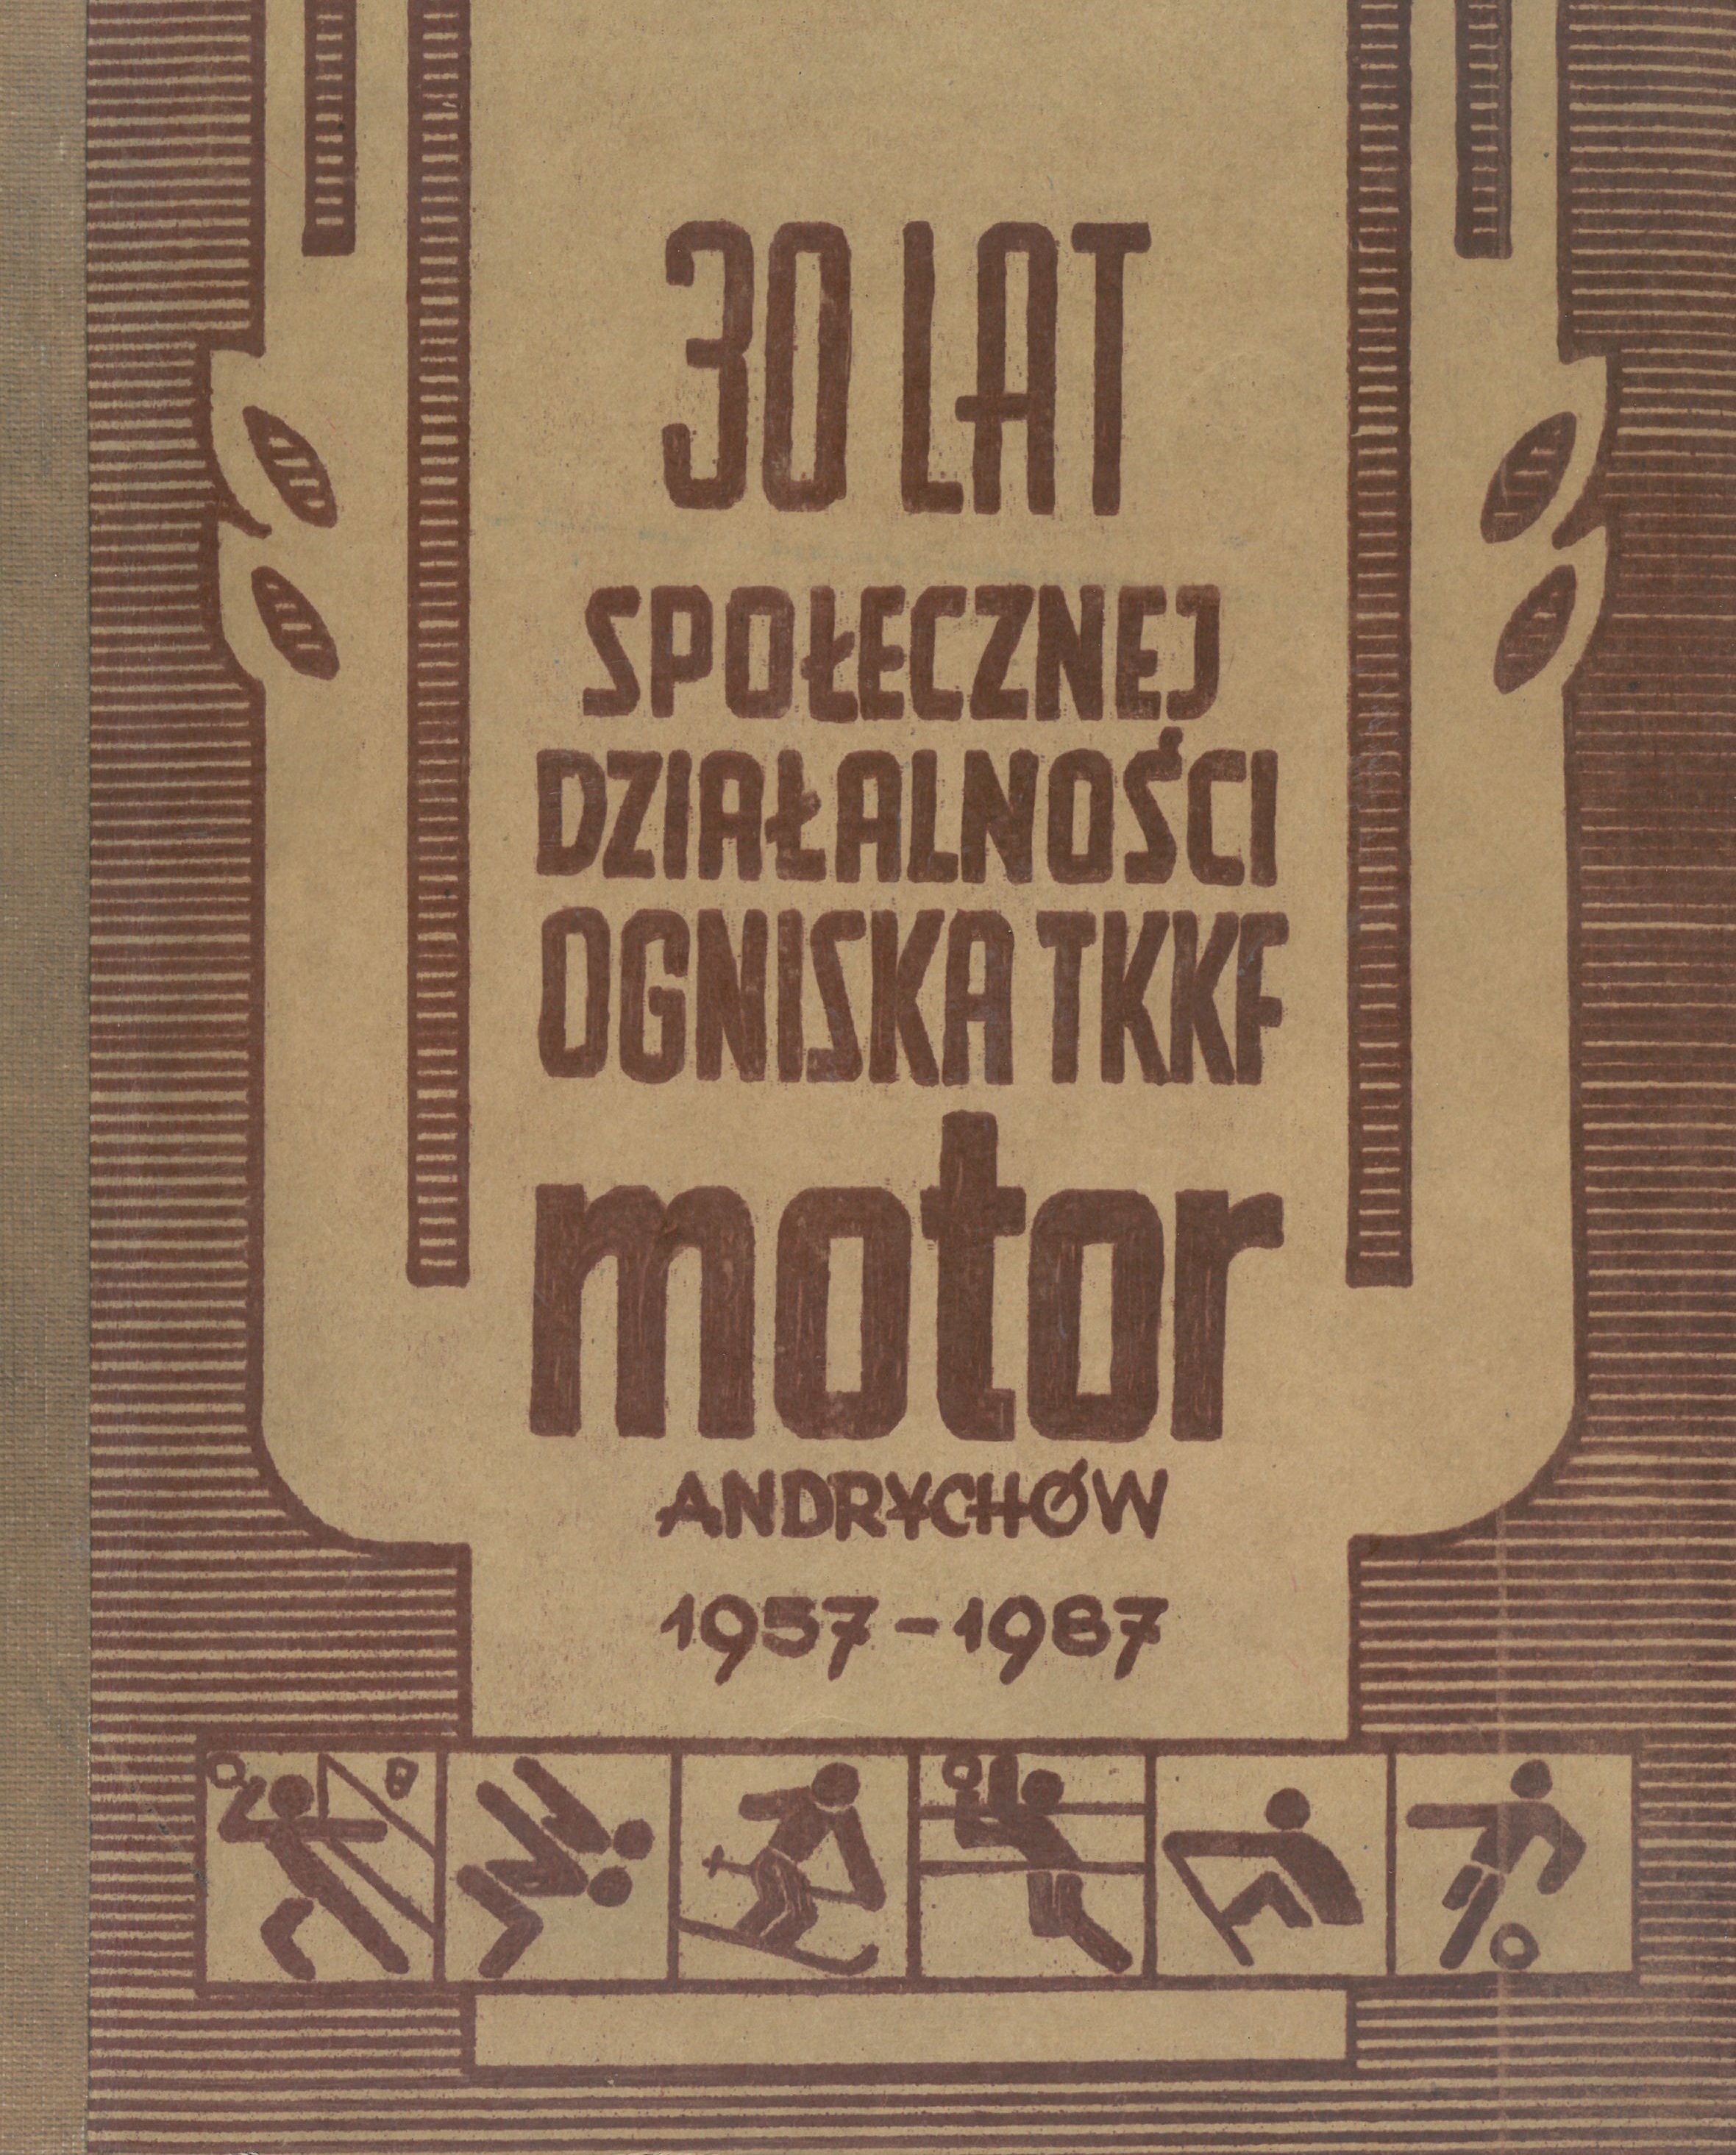 30 LAT
SPOŁECZNEJ
DZIAŁALNOŚCI
OGNISKA TKKF
motor
ANDRYCHÓW
1957-1987